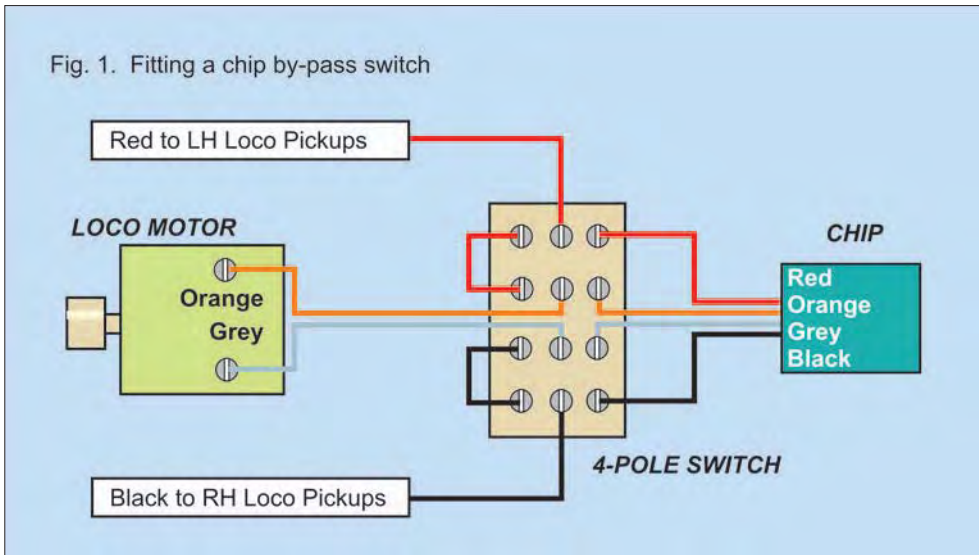 Fig. 1. Fitting a chip by-pass switch
Red to LH Loco Pickups
LOCO MOTOR
Orange
Grey
CHIP
Red
Orange
Grey
Black
4-POLE SWITCH
Black to RH Loco Pickups